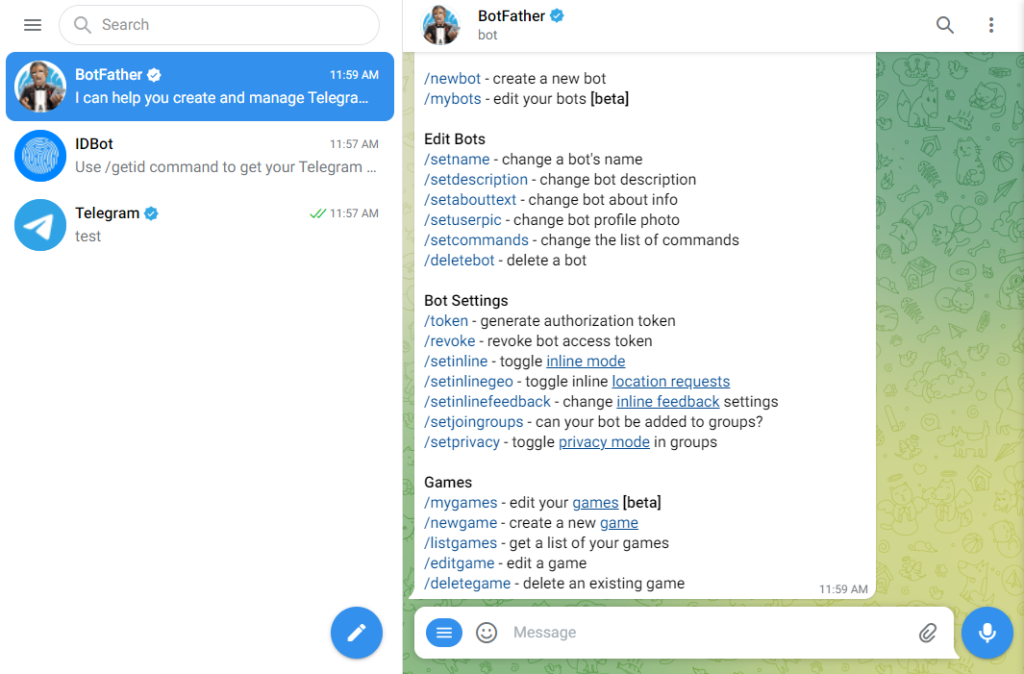 Search
BotFather
11:59 AM
I can help you create and manage Telegra...
IDBot
11:57 AM
Use /getid command to get your Telegram ...
Telegram
11:57 AM
test
BotFather
bot
/newbot - create a new bot
/mybots - edit your bots [beta]
Edit Bots
/setname - change a bot's name
/setdescription - change bot description
/setabouttext - change bot about info
/setuserpic - change bot profile photo
/setcommands - change the list of commands
/deletebot - delete a bot
Bot Settings
/token - generate authorization token
/revoke - revoke bot access token
/setinline - toggle inline mode
/setinlinegeo - toggle inline location requests
/setinlinefeedback - change inline feedback settings
/setjoingroups - can your bot be added to groups?
/setprivacy - toggle privacy mode in groups
Games
/mygames - edit your games [beta]
/newgame - create a new game
/listgames - get a list of your games
/editgame - edit a game
/deletegame - delete an existing game
11:59 AM
Message